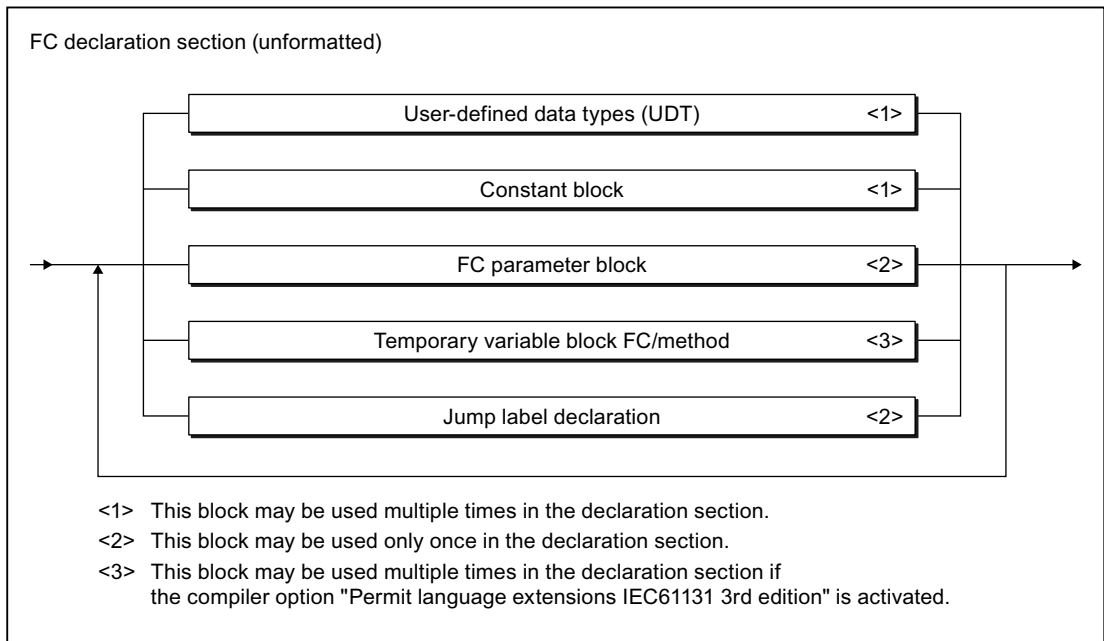 FC declaration section (unformatted)
User-defined data types (UDT) <1>
Constant block <1>
FC parameter block <2>
Temporary variable block FC/method <3>
Jump label declaration <2>
<1> This block may be used multiple times in the declaration section.
<2> This block may be used only once in the declaration section.
<3> This block may be used multiple times in the declaration section if
the compiler option "Permit language extensions IEC61131 3rd edition" is activated.